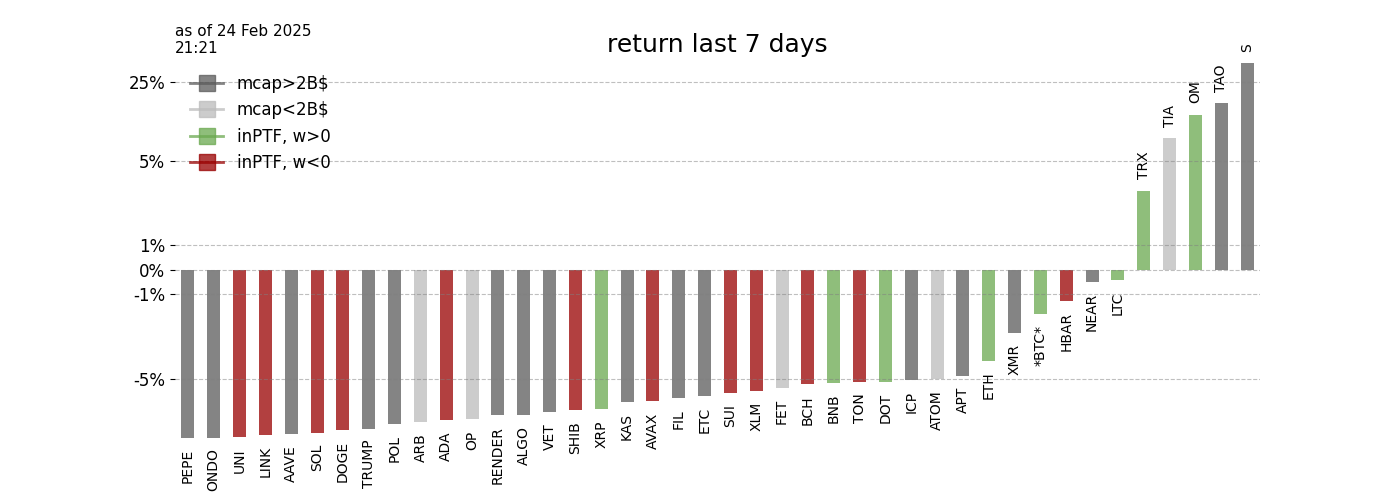 as of 24 Feb 2025
21:21
return last 7 days
25%
5%
1%
0%
-1%
-5%
mcap>2B$
mcap<2B$
inPTF, w>0
inPTF, w<0
PEPE
ONDO
UNI
LINK
AAVE
SOL
DOGE
TRUMP
POL
ARB
ADA
OP
RENDER
ALGO
VET
SHIB
XRP
KAS
AVAX
FIL
ETC
SUI
XLM
FET
BCH
BNB
TON
DOT
ICP
ATOM
APT
ETH
XMR
*BTC*
HBAR
NEAR
LTC
TRX
TIA
OM
TAO
S